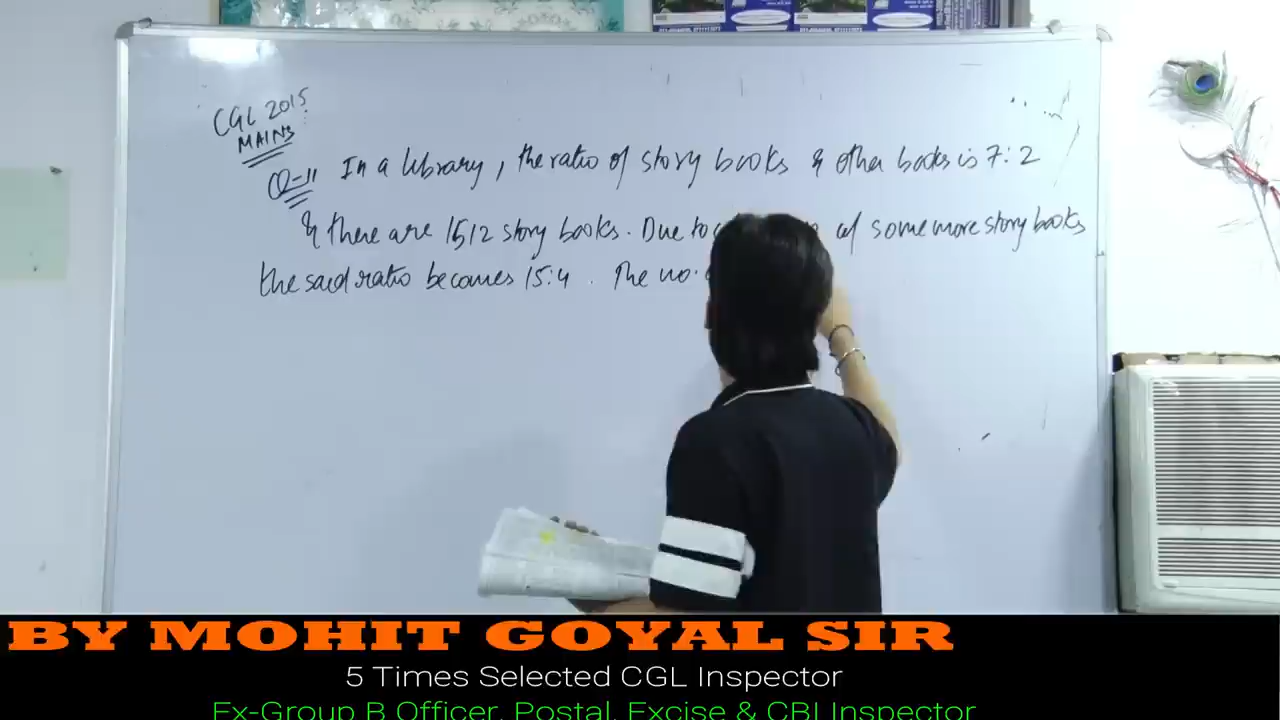 CGL 2015
MAINS
Q-11 In a library, the ratio of story books & other books is 7:2
& there are 1512 story books. Due to of some more story books
the said ratio becomes 15:4. The no.
BY MOHIT GOYAL SIR
5 Times Selected CGL Inspector
Ex-Group B Officer, Postal, Excise & CBI Inspector